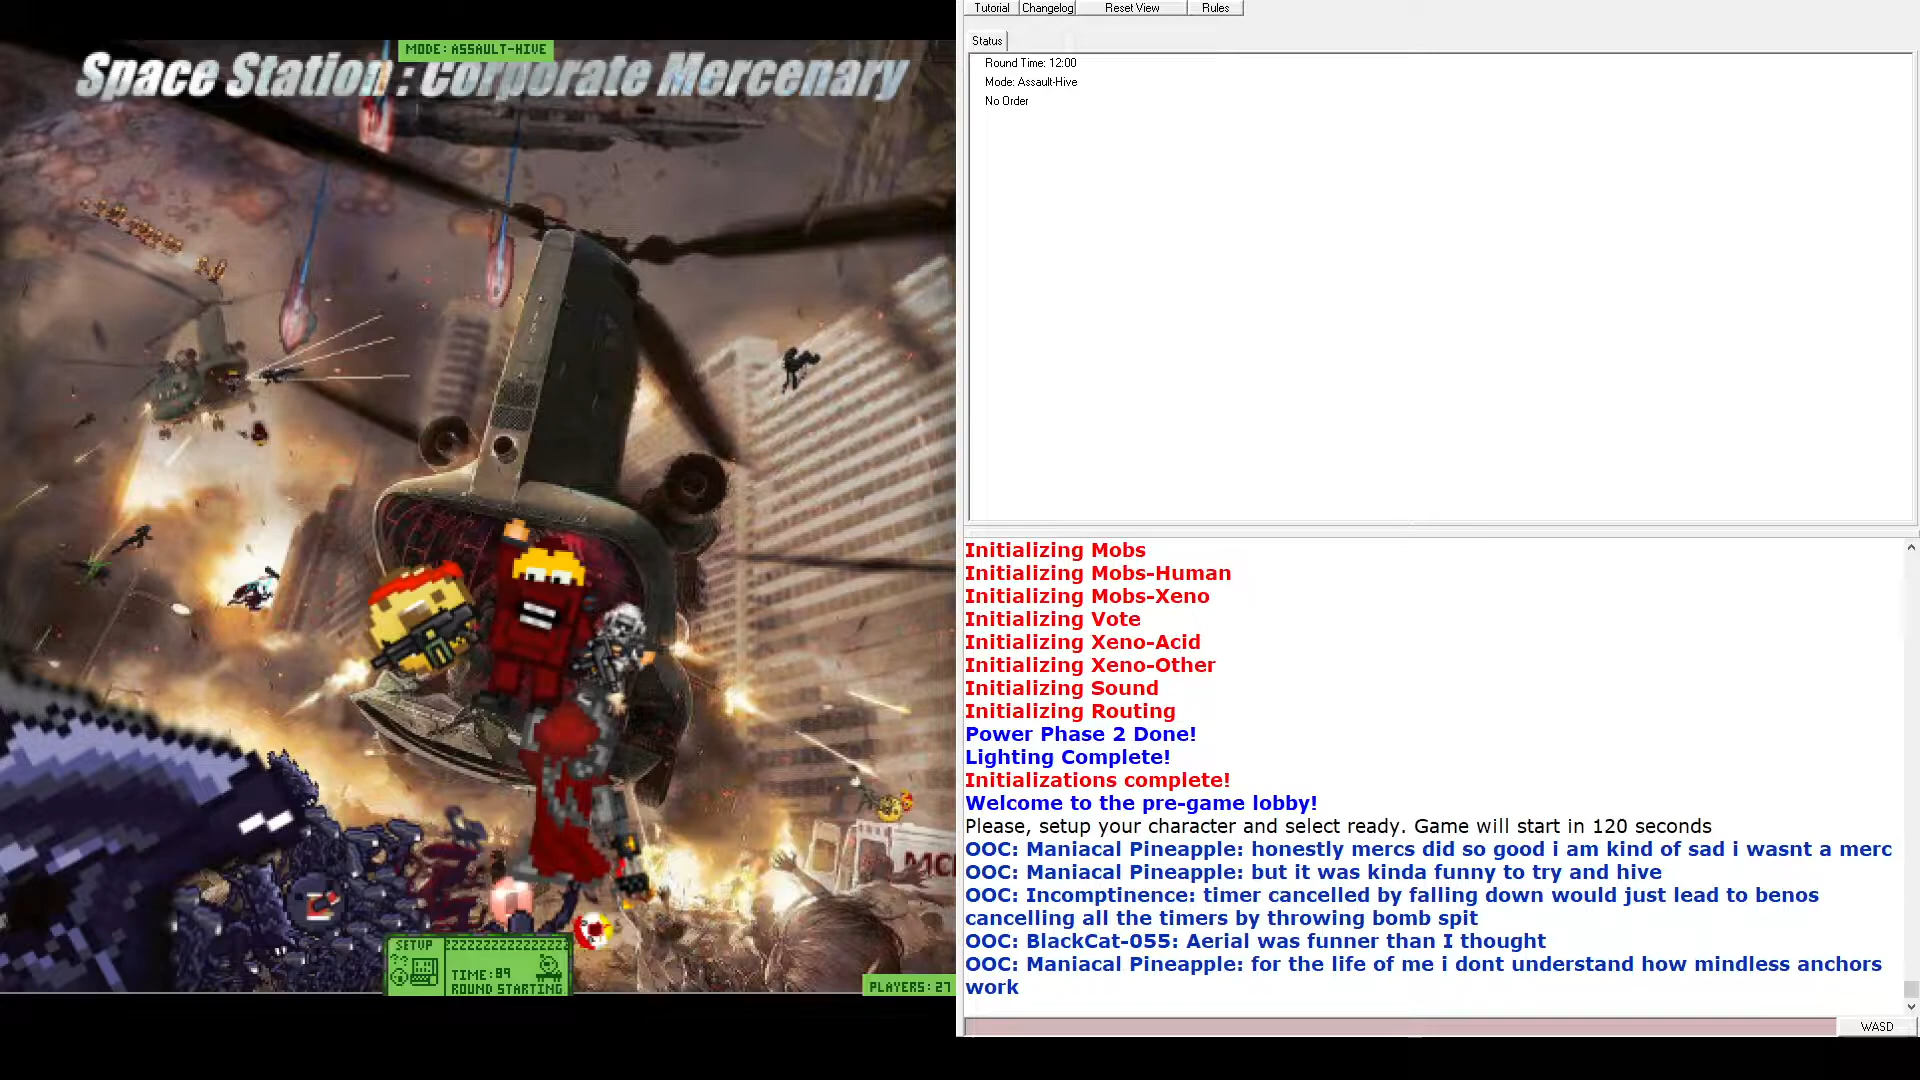 Tutorial Changelog Reset View Rules
MODE: ASSAULT-HIVE
Space Station : Corporate Mercenary
Status
Round Time: 12:00
Mode: Assault-Hive
No Order
Initializing Mobs
Initializing Mobs-Human
Initializing Mobs-Xeno
Initializing Vote
Initializing Xeno-Acid
Initializing Xeno-Other
Initializing Sound
Initializing Routing
Power Phase 2 Done!
Lighting Complete!
Initializations complete!
Welcome to the pre-game lobby!
Please, setup your character and select ready. Game will start in 120 seconds
OOC: Maniacal Pineapple: honestly mercs did so good i am kind of sad i wasnt a merc
OOC: Maniacal Pineapple: but it was kinda funny to try and hive
OOC: Incomptinence: timer cancelled by falling down would just lead to benos
cancelling all the timers by throwing bomb spit
OOC: BlackCat-055: Aerial was funner than I thought
OOC: Maniacal Pineapple: for the life of me i dont understand how mindless anchors
work
SETUP
TIME:89
ROUND STARTING
PLAYERS: 27
WASD